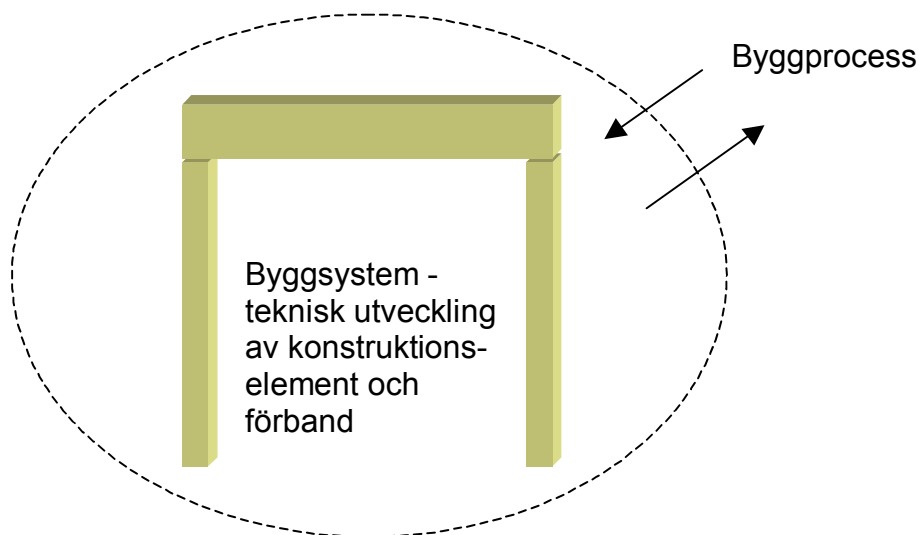 Byggprocess
Byggsystem -
teknisk utveckling
av konstruktions-
element och
förband